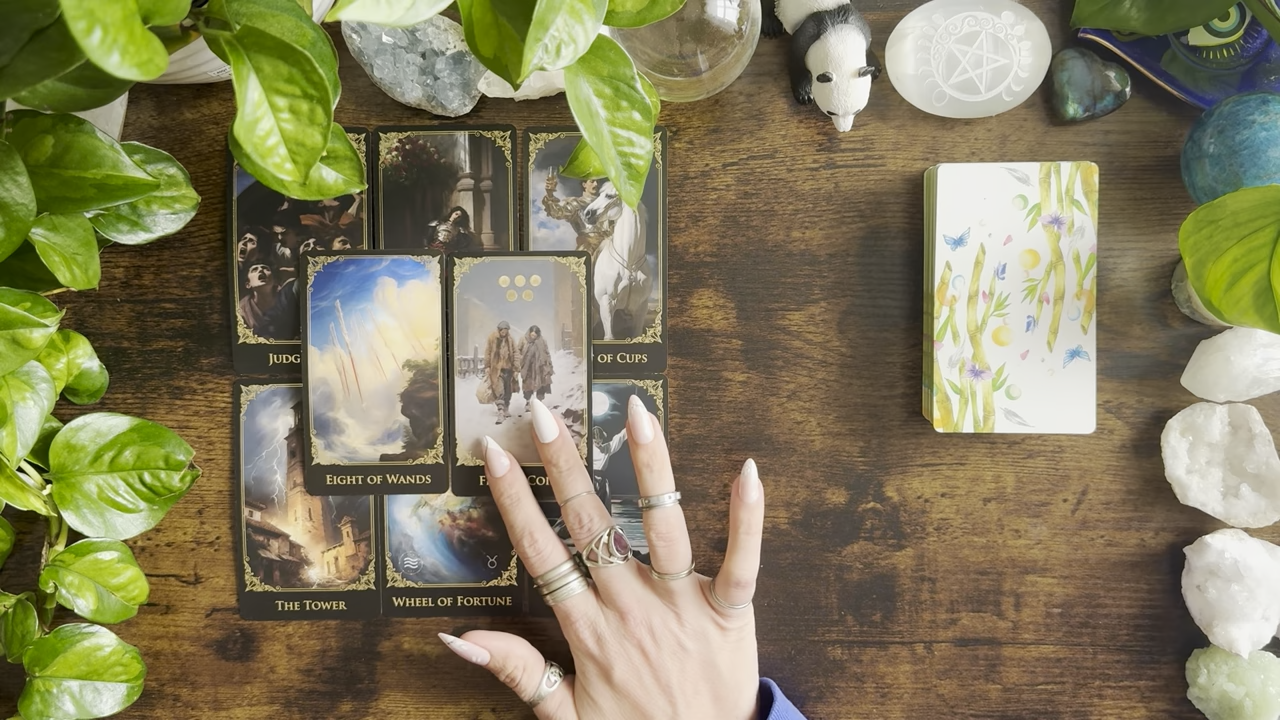 JUDG
OF CUPS
EIGHT OF WANDS
THE TOWER
WHEEL OF FORTUNE